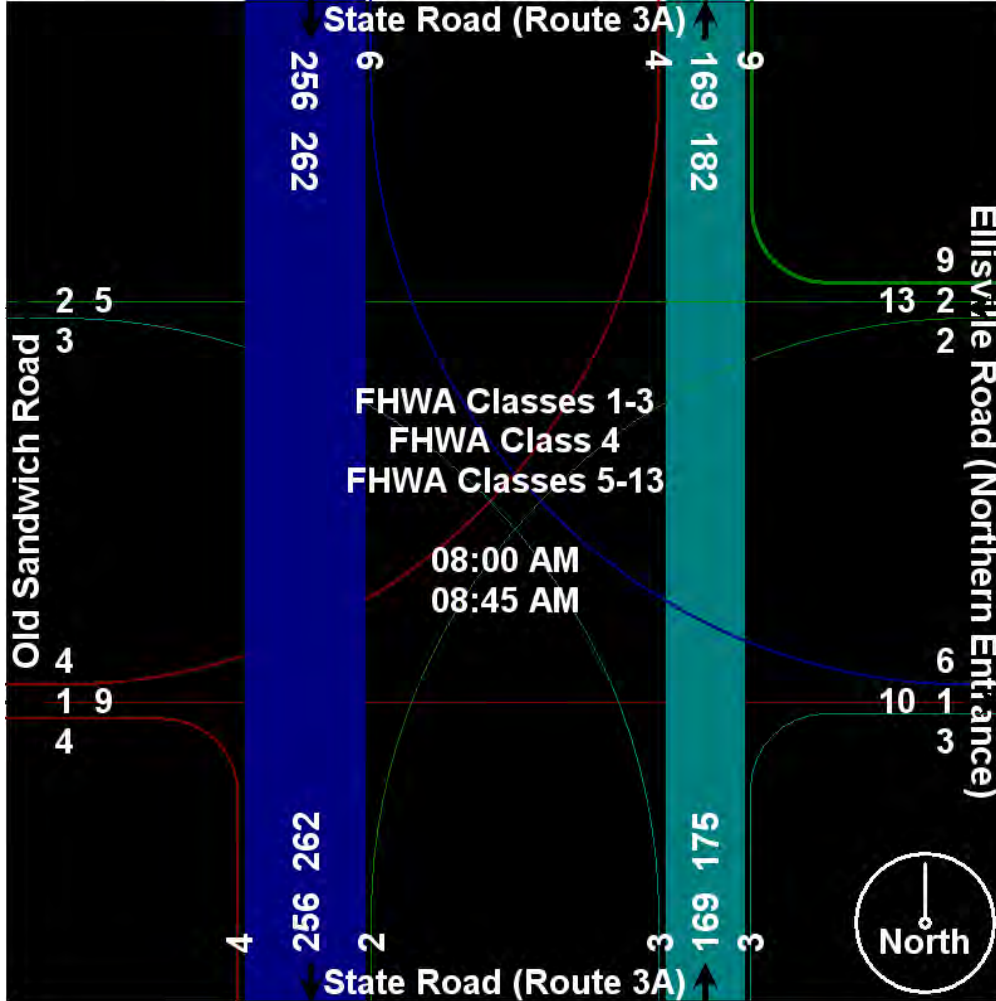 State Road (Route 3A)
6
256 262
4
169 182
9
Ellisville Road (Northern Entrance)
9
13 2
2
2 5
3
Old Sandwich Road
FHWA Classes 1-3
FHWA Class 4
FHWA Classes 5-13
08:00 AM
08:45 AM
4
1 9
4
6
10 1
3
4
256 262
2
3
169 175
3
North
State Road (Route 3A)